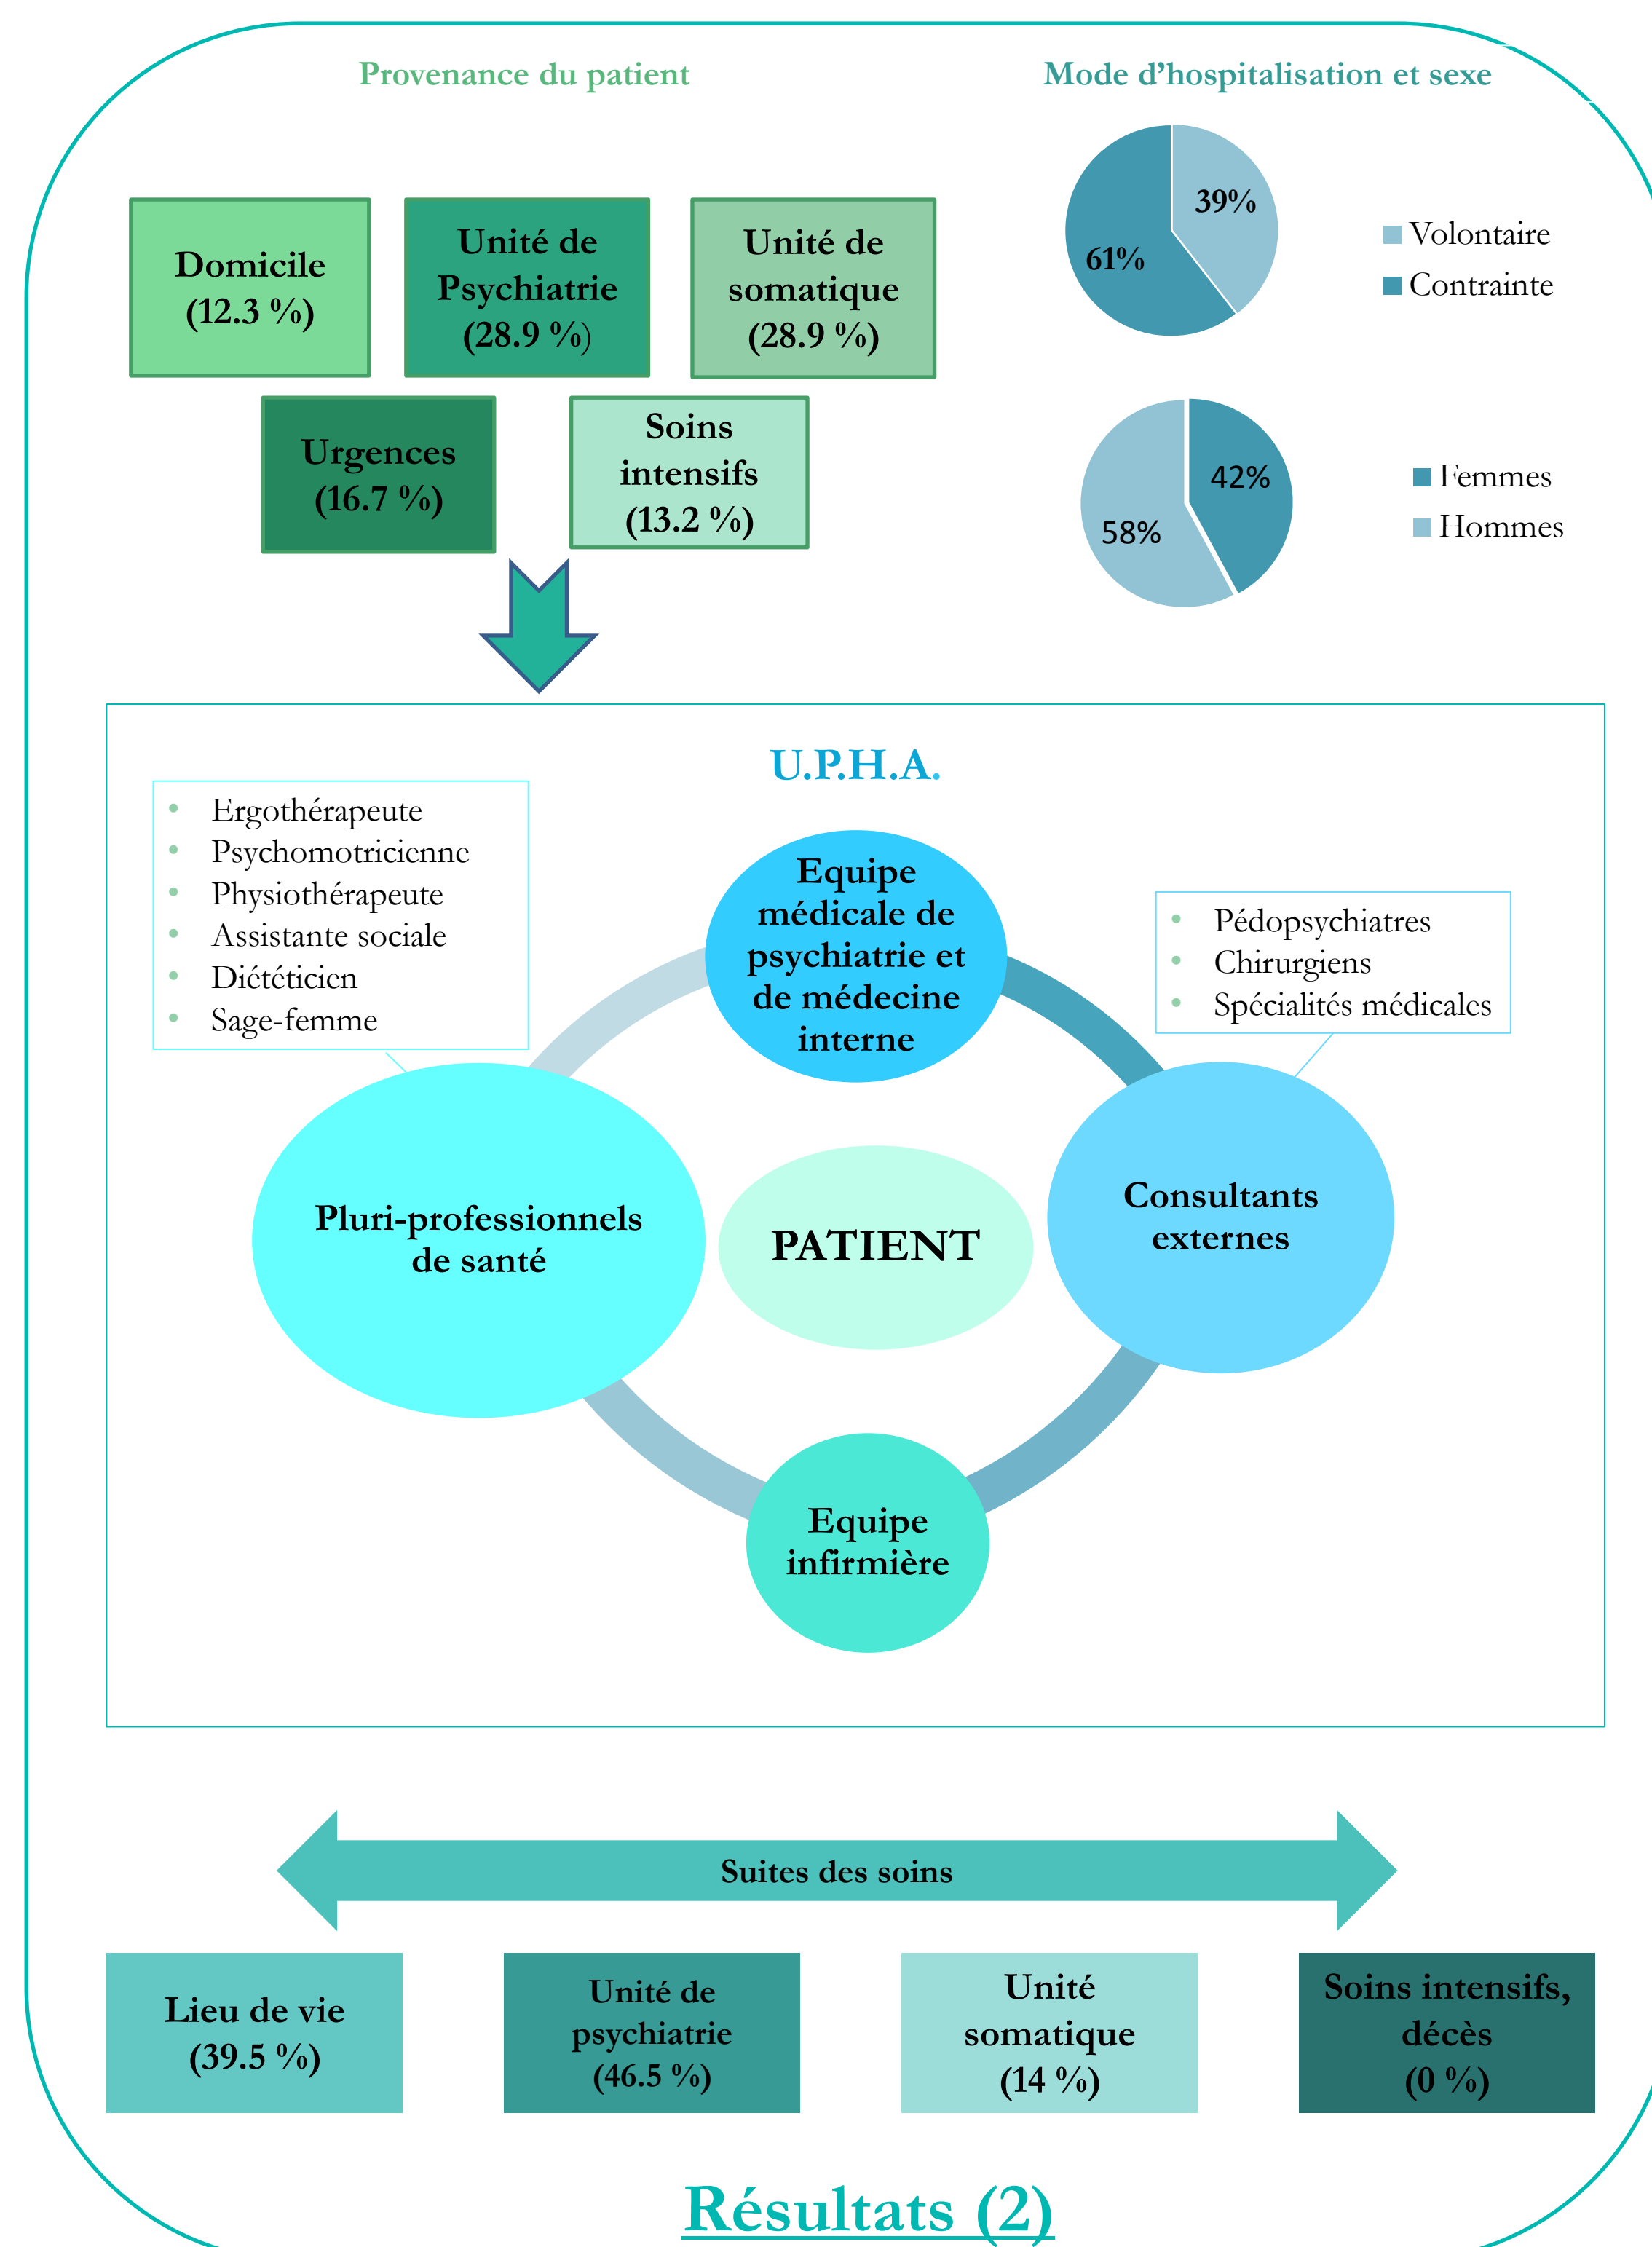 Provenance du patient
Mode d’hospitalisation et sexe
Domicile
(12.3 %)
Unité de
Psychiatrie
(28.9 %)
Unité de
somatique
(28.9 %)
Urgences
(16.7 %)
Soins
intensifs
(13.2 %)
39%
61%
Volontaire
Contrainte
42%
58%
Femmes
Hommes
U.P.H.A.
• Ergothérapeute
• Psychomotricienne
• Physiothérapeute
• Assistante sociale
• Diététicien
• Sage-femme
Equipe
médicale de
psychiatrie et
de médecine
interne
• Pédopsychiatres
• Chirurgiens
• Spécialités médicales
Pluri-professionnels
de santé
PATIENT
Consultants
externes
Equipe
infirmière
Suites des soins
Lieu de vie
(39.5 %)
Unité de
psychiatrie
(46.5 %)
Unité
somatique
(14 %)
Soins intensifs,
décès
(0 %)
Résultats (2)